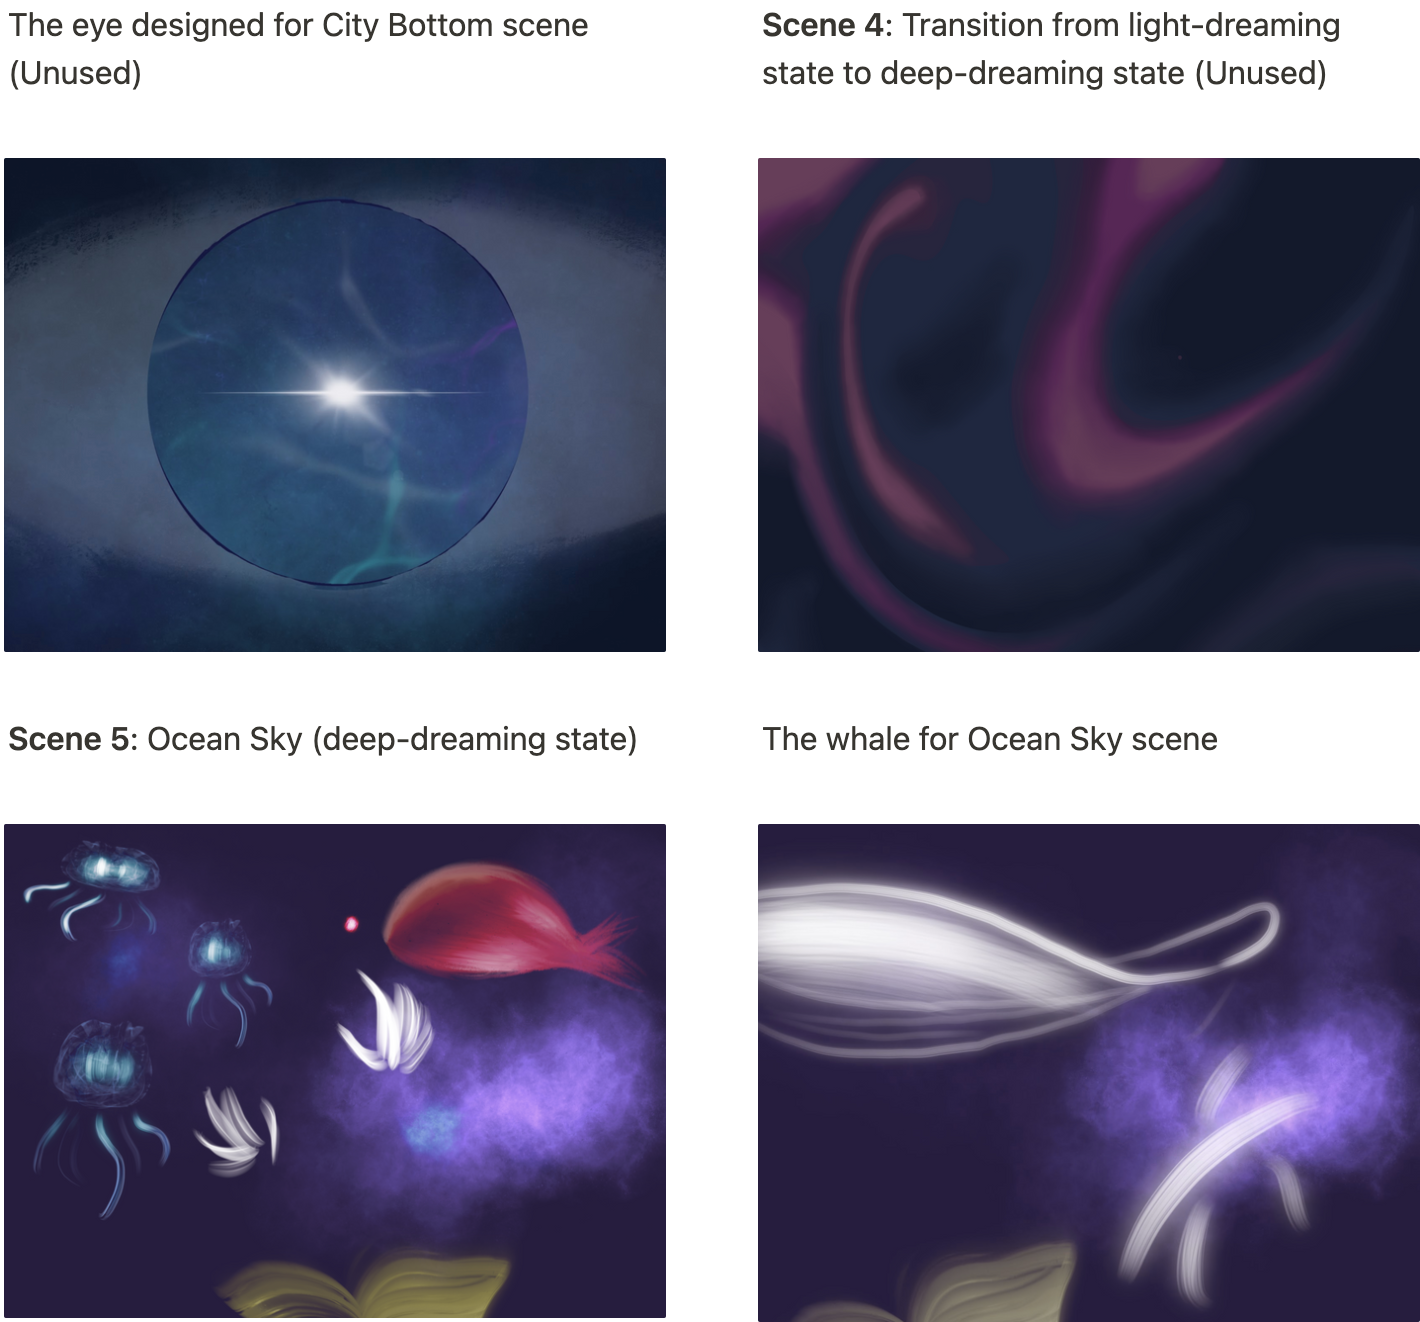 The eye designed for City Bottom scene
(Unused)
Scene 4: Transition from light-dreaming
state to deep-dreaming state (Unused)
Scene 5: Ocean Sky (deep-dreaming state)
The whale for Ocean Sky scene